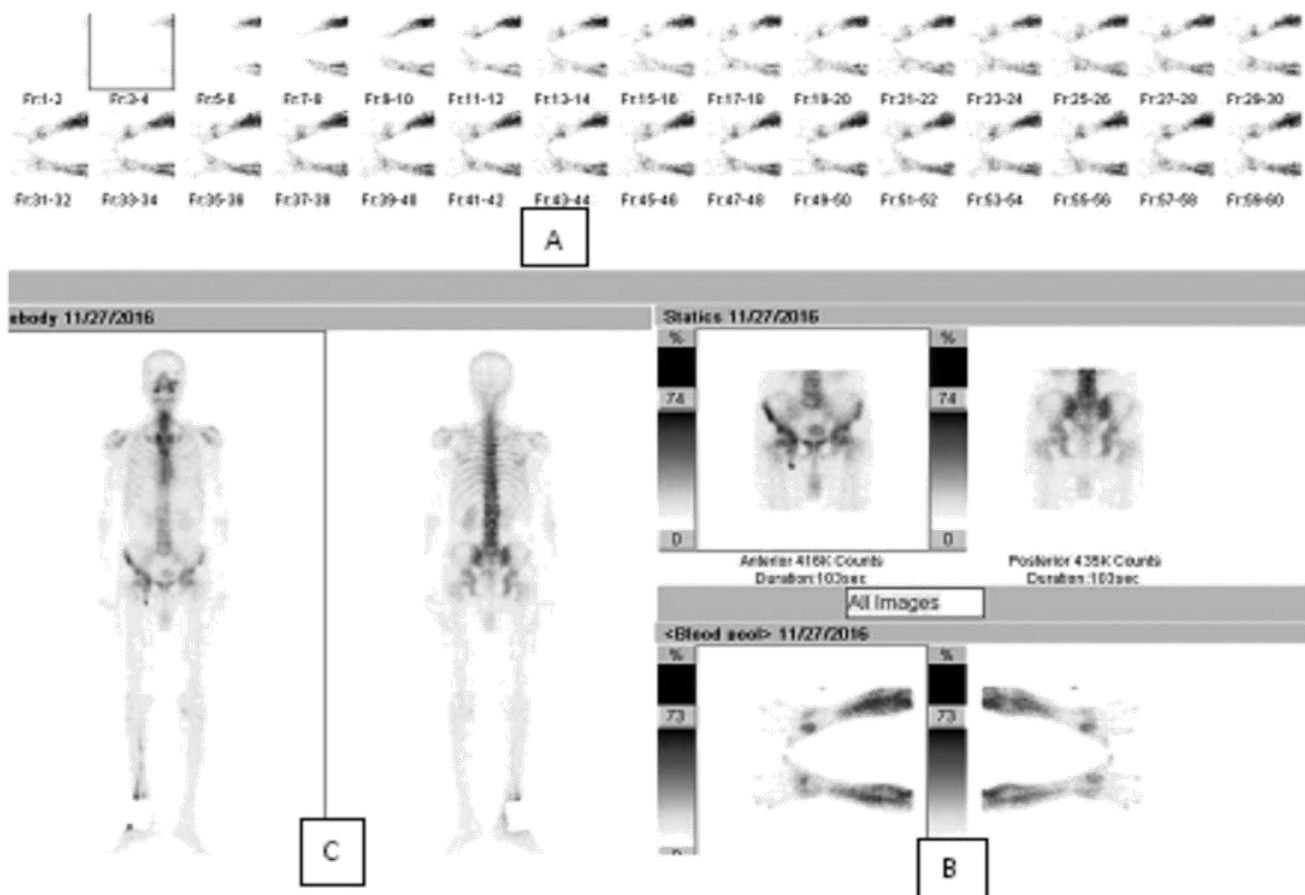 Fr:1-2 Fr:3-4 Fr:5-6 Fr:7-8 Fr:9-10 Fr:11-12 Fr:13-14 Fr:15-16 Fr:17-18 Fr:19-20 Fr:21-22 Fr:23-24 Fr:25-26 Fr:27-28 Fr:29-30
Fr:31-32 Fr:33-34 Fr:35-36 Fr:37-38 Fr:39-40 Fr:41-42 Fr:43-44 Fr:45-46 Fr:47-48 Fr:49-50 Fr:51-52 Fr:53-54 Fr:55-56 Fr:57-58 Fr:59-60
A
ebody 11/27/2016
Statics 11/27/2016
% %
74 74
0 0
Anterior 416K Counts Posterior 435K Counts
Duration:103sec Duration:103sec
All Images
<Blood pool> 11/27/2016
% %
73 73
C
B